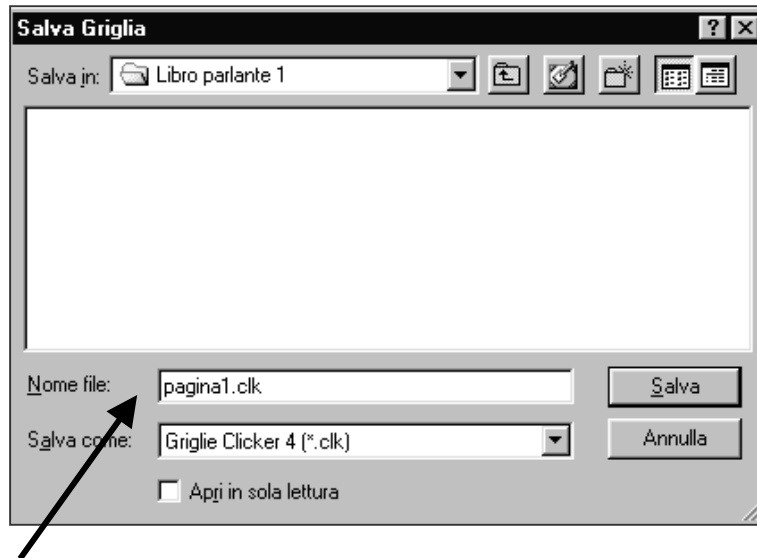 Salva Griglia
Salva in: Libro parlante 1
Nome file: pagina1.clk Salva
Salva come: Griglie Clicker 4 (*.clk) Annulla
Apri in sola lettura